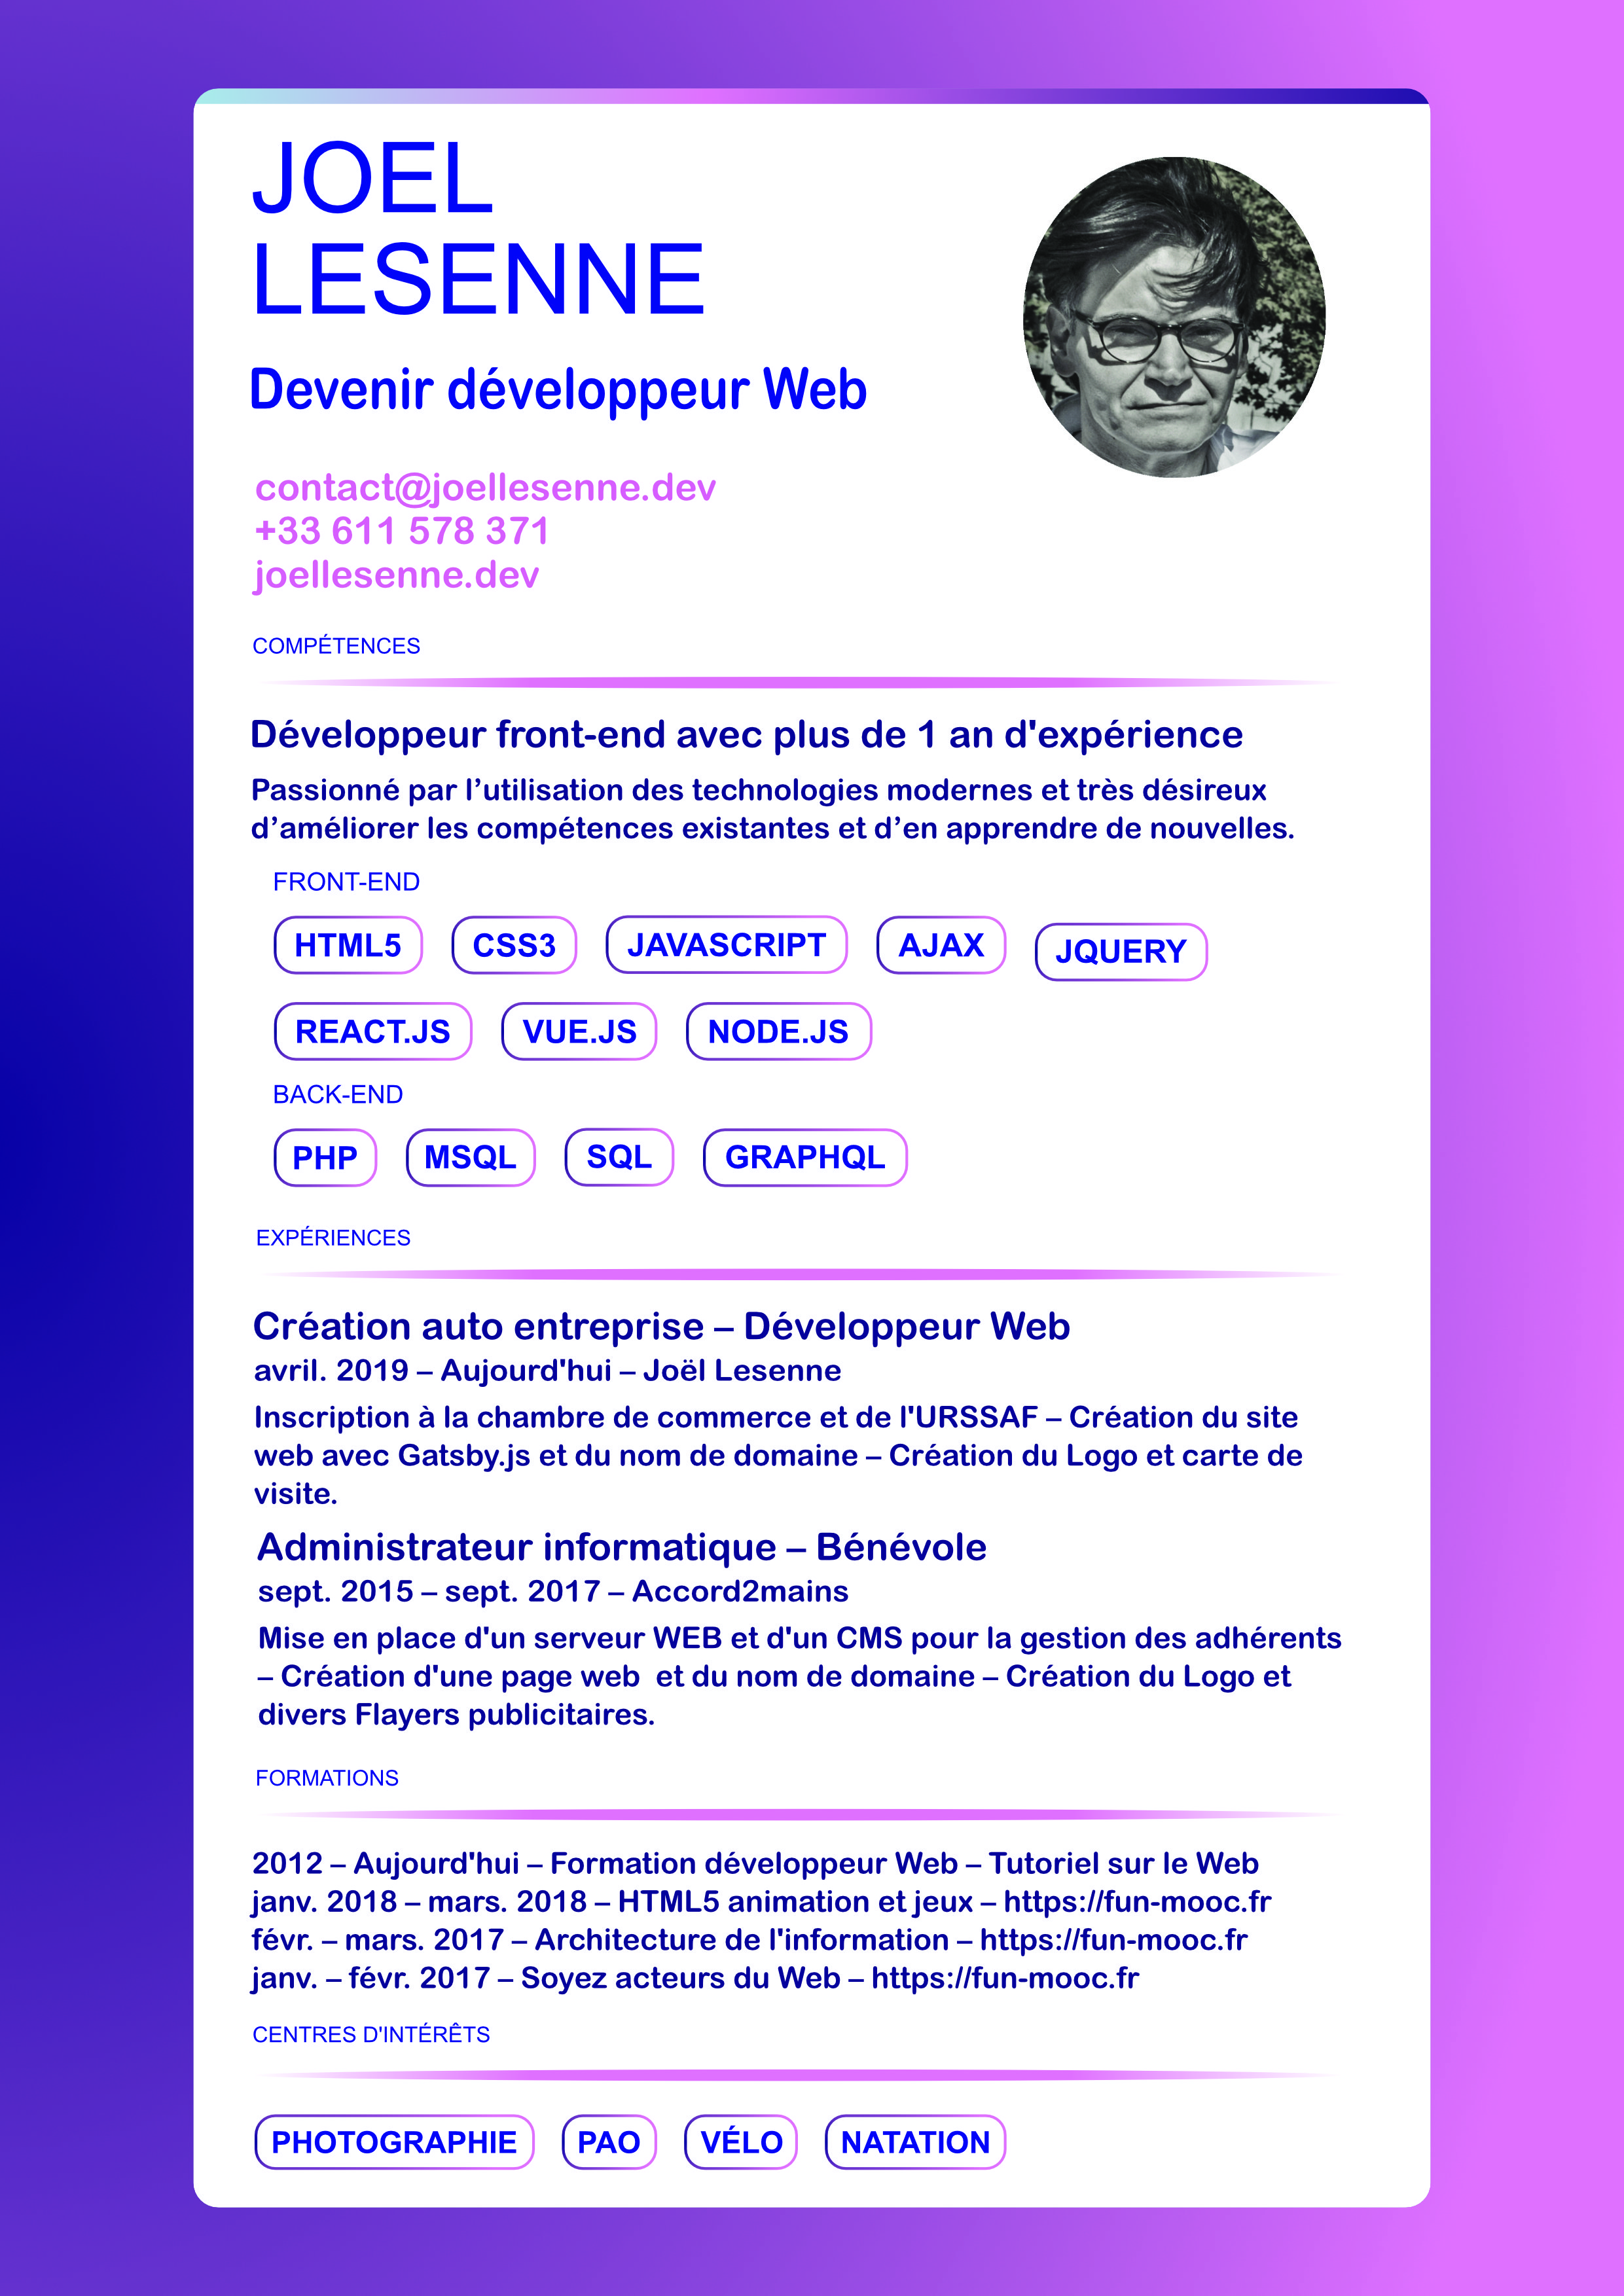 JOEL
LESENNE
Devenir développeur Web
contact@joellesenne.dev
+33 611 578 371
joellesenne.dev
COMPÉTENCES
Développeur front-end avec plus de 1 an d'expérience
Passionné par l’utilisation des technologies modernes et très désireux
d’améliorer les compétences existantes et d’en apprendre de nouvelles.
FRONT-END
HTML5 CSS3 JAVASCRIPT AJAX JQUERY
REACT.JS VUE.JS NODE.JS
BACK-END
PHP MSQL SQL GRAPHQL
EXPÉRIENCES
Création auto entreprise – Développeur Web
avril. 2019 – Aujourd'hui – Joël Lesenne
Inscription à la chambre de commerce et de l'URSSAF – Création du site
web avec Gatsby.js et du nom de domaine – Création du Logo et carte de
visite.
Administrateur informatique – Bénévole
sept. 2015 – sept. 2017 – Accord2mains
Mise en place d'un serveur WEB et d'un CMS pour la gestion des adhérents
– Création d'une page web  et du nom de domaine – Création du Logo et
divers Flayers publicitaires.
FORMATIONS
2012 – Aujourd'hui – Formation développeur Web – Tutoriel sur le Web
janv. 2018 – mars. 2018 – HTML5 animation et jeux – https://fun-mooc.fr
févr. – mars. 2017 – Architecture de l'information – https://fun-mooc.fr
janv. – févr. 2017 – Soyez acteurs du Web – https://fun-mooc.fr
CENTRES D'INTÉRÊTS
PHOTOGRAPHIE PAO VÉLO NATATION